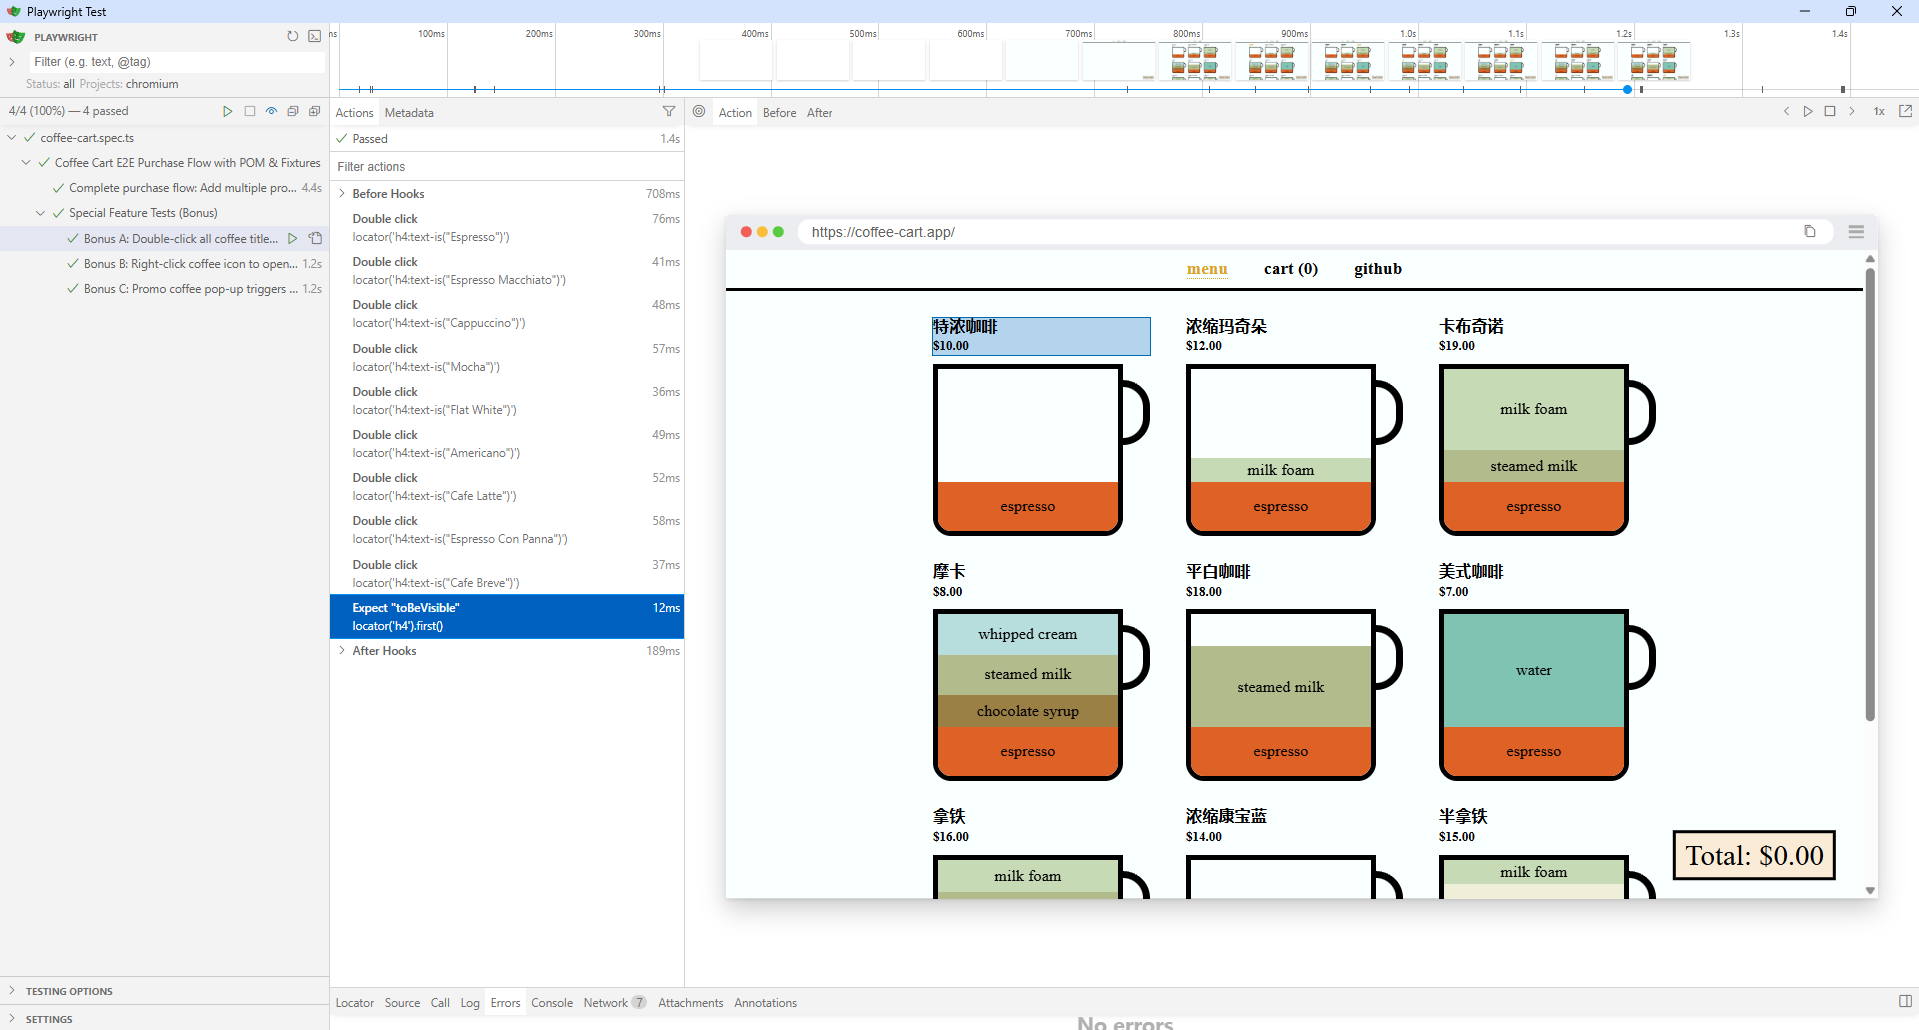 Playwright Test
PLAYWRIGHT
Filter (e.g. text, @tag)
Status: all Projects: chromium
4/4 (100%) — 4 passed
coffee-cart.spec.ts
Coffee Cart E2E Purchase Flow with POM & Fixtures
Complete purchase flow: Add multiple pro... 4.4s
Special Feature Tests (Bonus)
Bonus A: Double-click all coffee title...
Bonus B: Right-click coffee icon to open... 1.2s
Bonus C: Promo coffee pop-up triggers ... 1.2s
TESTING OPTIONS
SETTINGS
100ms 200ms 300ms 400ms 500ms 600ms 700ms 800ms 900ms 1.0s 1.1s 1.2s 1.3s 1.4s
Actions Metadata
Passed 1.4s
Filter actions
Before Hooks 708ms
Double click 76ms
locator('h4:text-is("Espresso")')
Double click 41ms
locator('h4:text-is("Espresso Macchiato")')
Double click 48ms
locator('h4:text-is("Cappuccino")')
Double click 57ms
locator('h4:text-is("Mocha")')
Double click 36ms
locator('h4:text-is("Flat White")')
Double click 49ms
locator('h4:text-is("Americano")')
Double click 52ms
locator('h4:text-is("Cafe Latte")')
Double click 58ms
locator('h4:text-is("Espresso Con Panna")')
Double click 37ms
locator('h4:text-is("Cafe Breve")')
Expect "toBeVisible" 12ms
locator('h4').first()
After Hooks 189ms
Action Before After
1x
https://coffee-cart.app/
menu cart (0) github
特浓咖啡 浓缩玛奇朵 卡布奇诺
$10.00 $12.00 $19.00
milk foam
steamed milk
milk foam
espresso espresso espresso
摩卡 平白咖啡 美式咖啡
$8.00 $18.00 $7.00
whipped cream
steamed milk
chocolate syrup
espresso
steamed milk
espresso
water
espresso
拿铁 浓缩康宝蓝 半拿铁
$16.00 $14.00 $15.00
milk foam milk foam
Total: $0.00
Locator Source Call Log Errors Console Network 7 Attachments Annotations
No errors